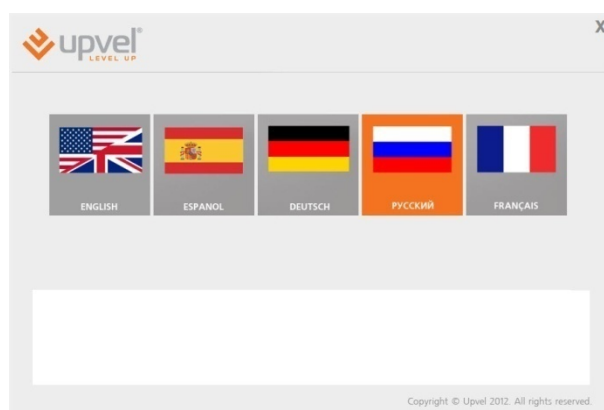 X
upvel
LEVEL UP
ENGLISH
ESPANOL
DEUTSCH
РУССКИЙ
FRANÇAIS
Copyright © Upvel 2012. All rights reserved.